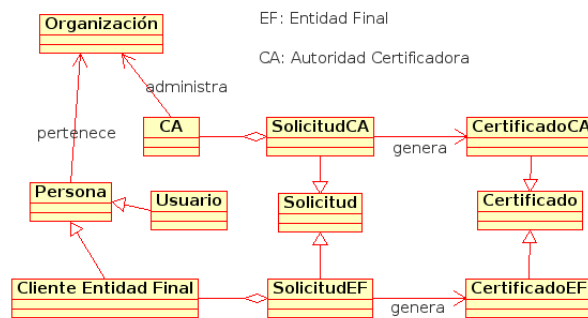 Organización
EF: Entidad Final
CA: Autoridad Certificadora
administra
pertenece
CA
SolicitudCA
genera
CertificadoCA
Persona
Usuario
Solicitud
Certificado
Cliente Entidad Final
SolicitudEF
genera
CertificadoEF